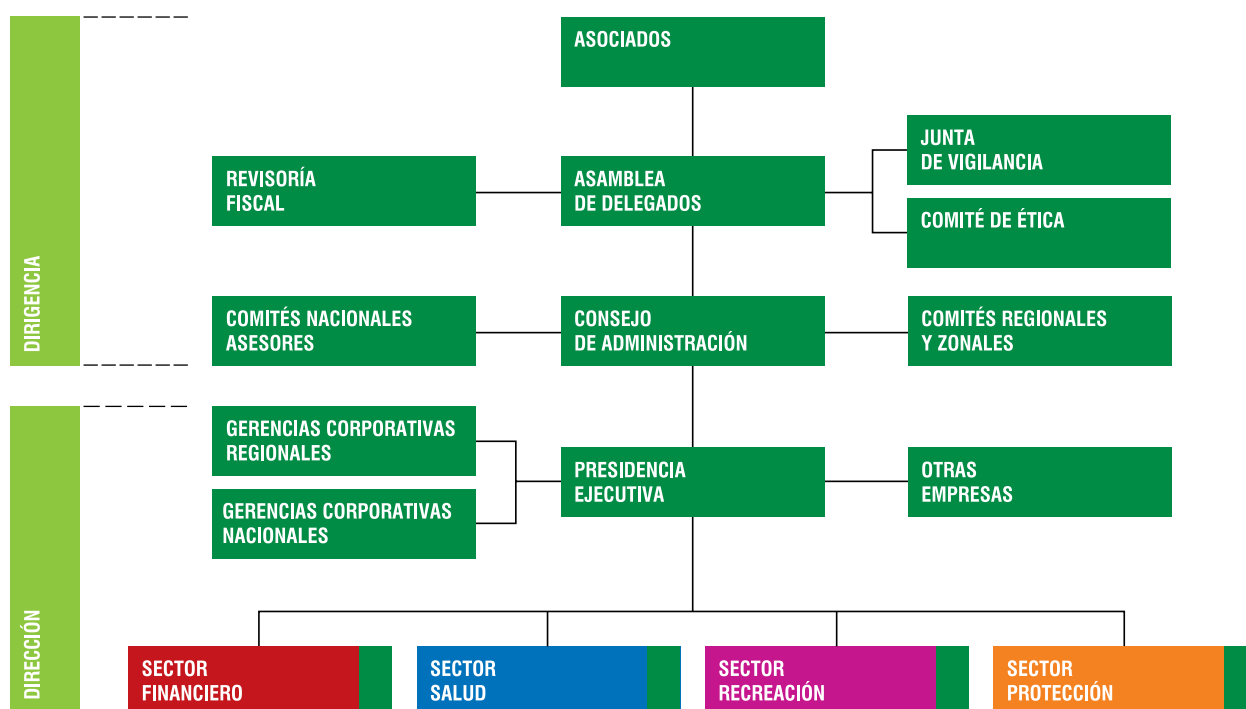 DIRIGENCIA
ASOCIADOS
REVISORÍA
FISCAL
ASAMBLEA
DE DELEGADOS
JUNTA
DE VIGILANCIA
COMITÉ DE ÉTICA
COMITÉS NACIONALES
ASESORES
CONSEJO
DE ADMINISTRACIÓN
COMITÉS REGIONALES
Y ZONALES
DIRECCIÓN
GERENCIAS CORPORATIVAS
REGIONALES
GERENCIAS CORPORATIVAS
NACIONALES
PRESIDENCIA
EJECUTIVA
OTRAS
EMPRESAS
SECTOR
FINANCIERO
SECTOR
SALUD
SECTOR
RECREACIÓN
SECTOR
PROTECCIÓN